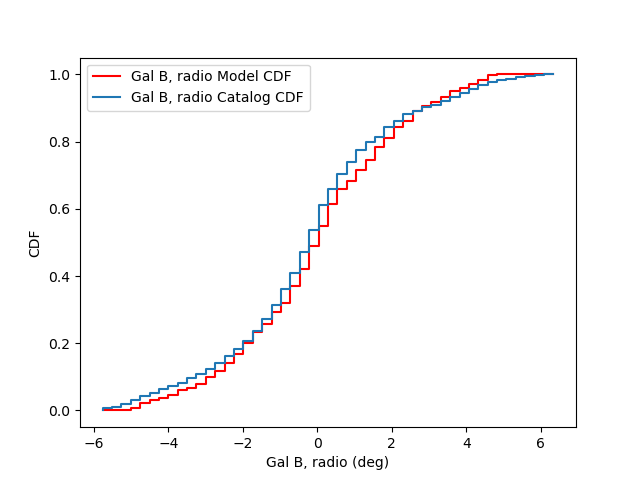 Gal B, radio Model CDF
Gal B, radio Catalog CDF
1.0
0.8
0.6
0.4
0.2
0.0
CDF
−6 −4 −2 0 2 4 6
Gal B, radio (deg)